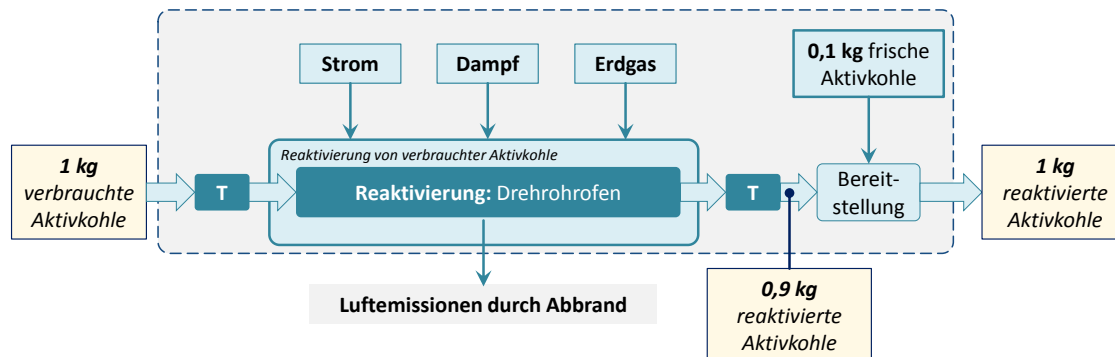 Strom
Dampf
Erdgas
0,1 kg frische
Aktivkohle
Reaktivierung von verbrauchter Aktivkohle
1 kg
verbrauchte
Aktivkohle
T
Reaktivierung: Drehrohrofen
T
Bereit-
stellung
1 kg
reaktivierte
Aktivkohle
Luftemissionen durch Abbrand
0,9 kg
reaktivierte
Aktivkohle